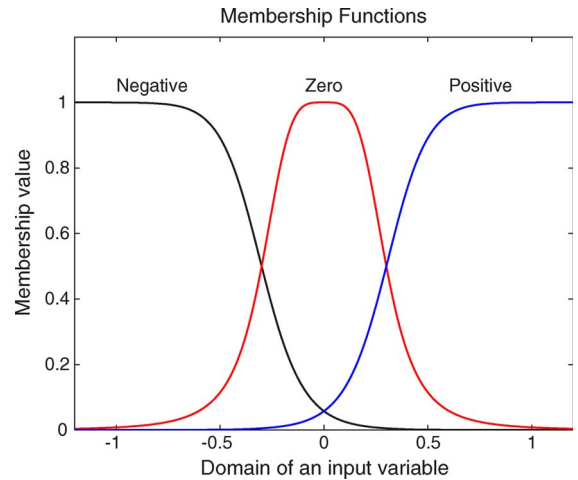 Membership Functions
Negative Zero Positive
1
0.8
0.6
0.4
0.2
0
Membership value
-1 -0.5 0 0.5 1
Domain of an input variable